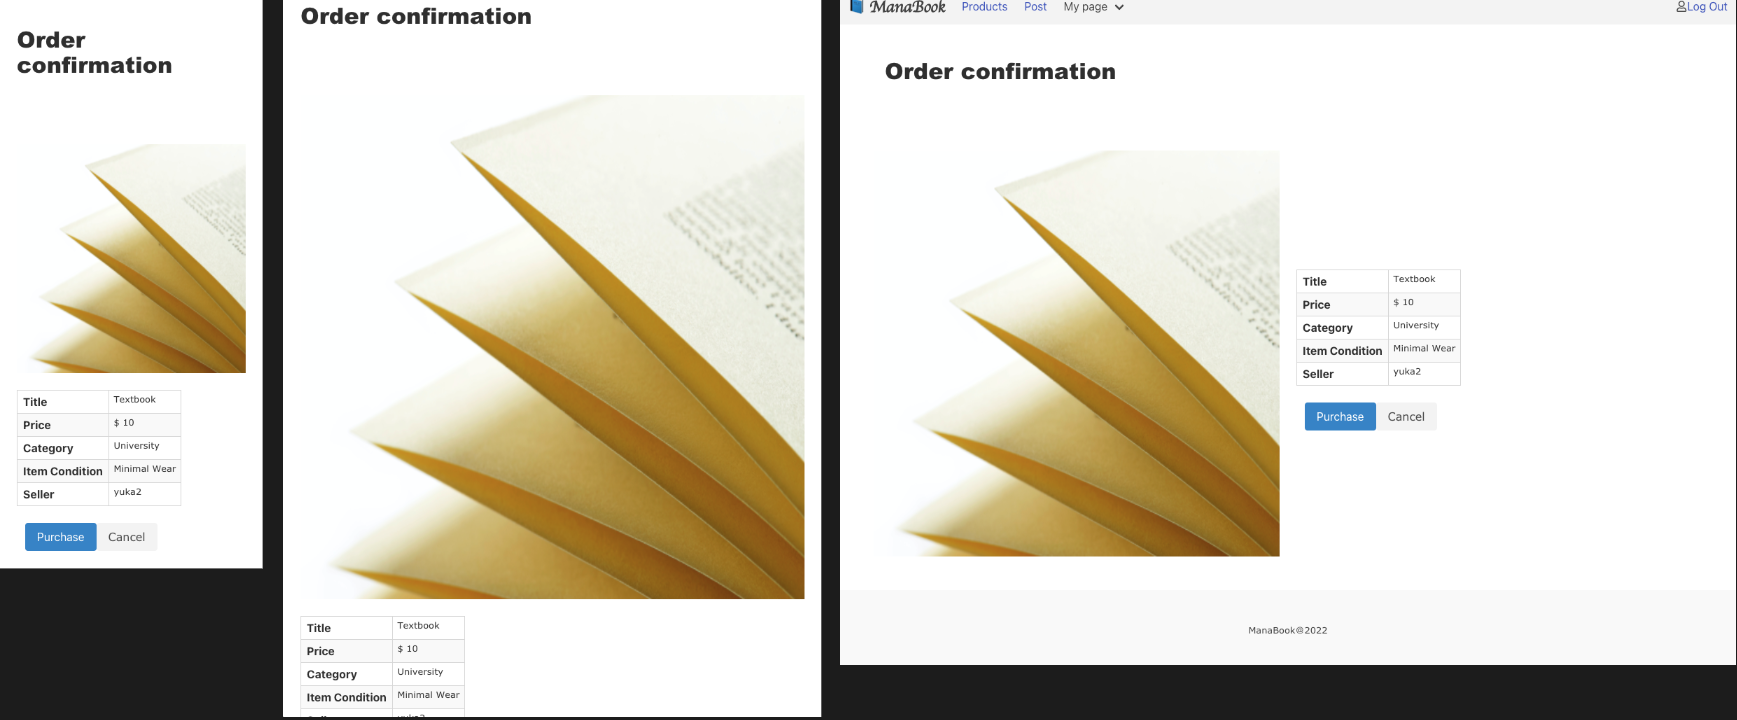 Order
confirmation
Title Textbook
Price $ 10
Category University
Item Condition Minimal Wear
Seller yuka2
Purchase Cancel
Order confirmation
Title Textbook
Price $ 10
Category University
Item Condition Minimal Wear
ManaBook Products Post My page Log Out
Order confirmation
Title Textbook
Price $ 10
Category University
Item Condition Minimal Wear
Seller yuka2
Purchase Cancel
ManaBook@2022